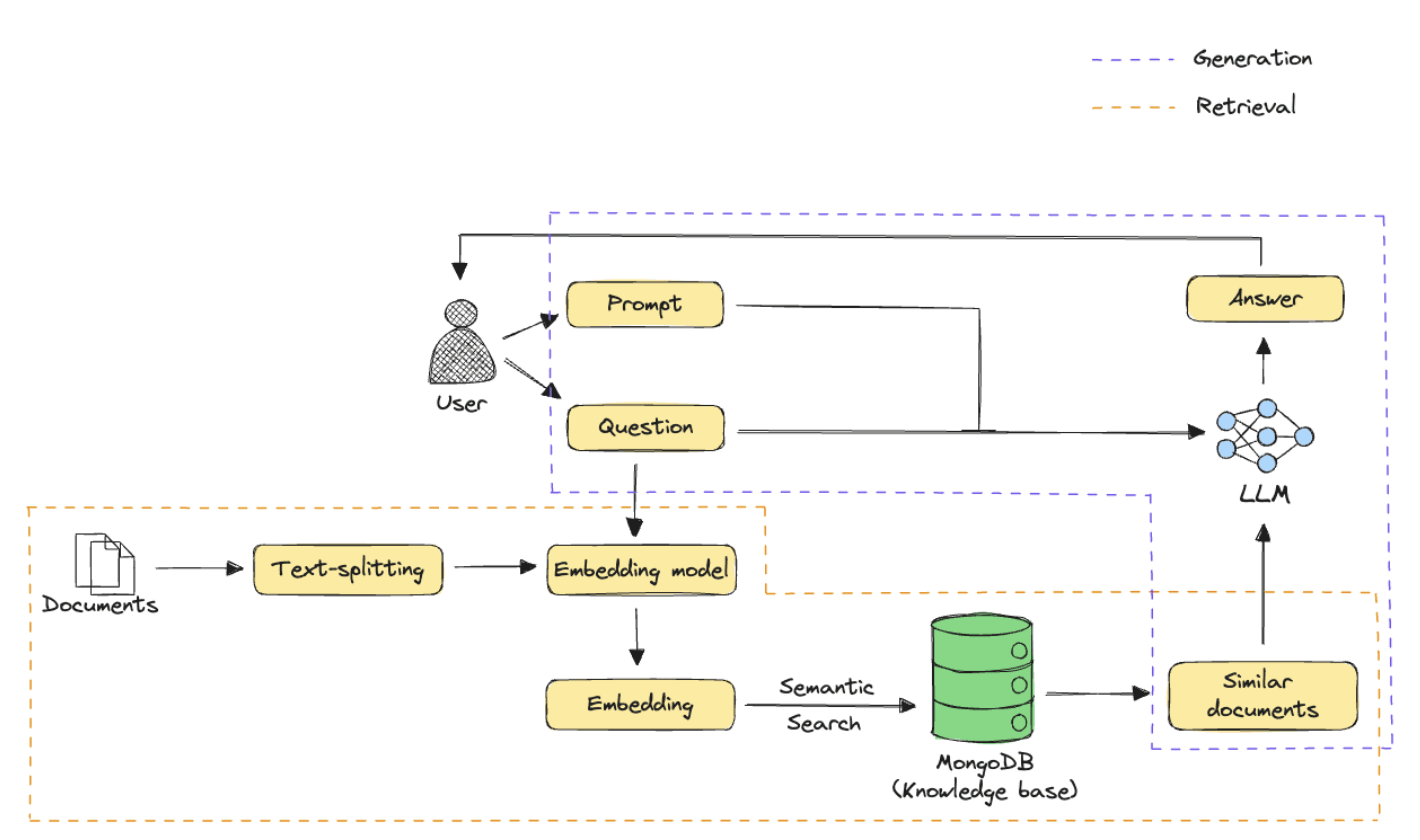 Generation
Retrieval
Prompt
Answer
User
Question
LLM
Documents
Text-splitting
Embedding model
Embedding
Semantic
Search
MongoDB
(Knowledge base)
Similar
documents